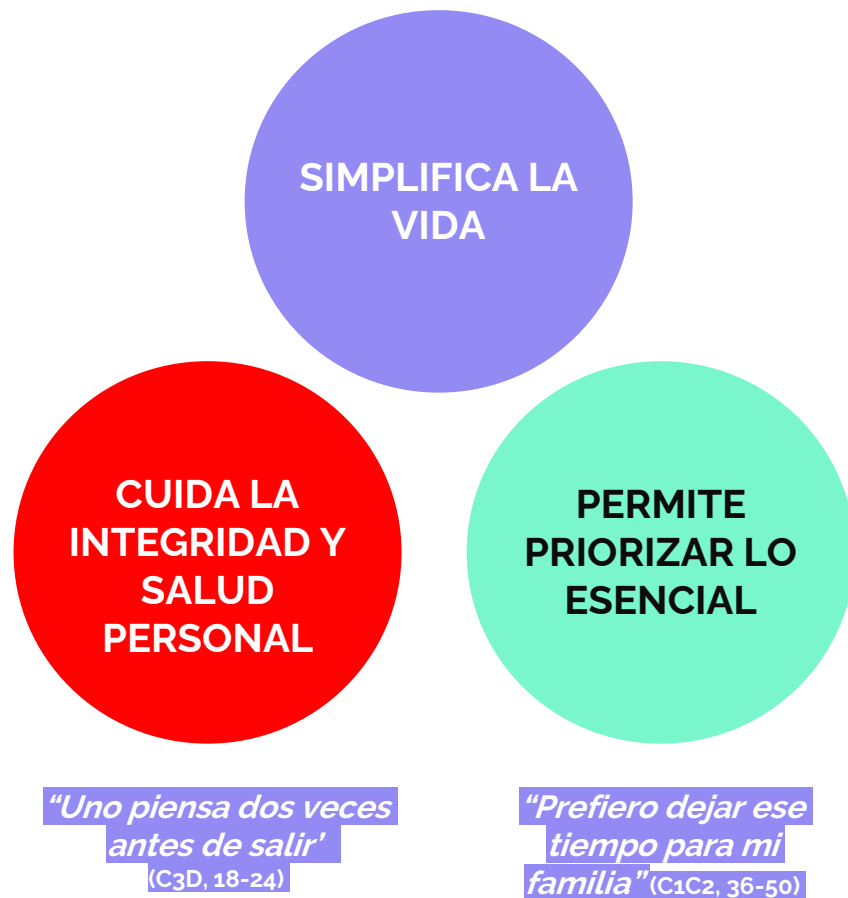 SIMPLIFICA LA
VIDA
CUIDA LA
INTEGRIDAD Y
SALUD
PERSONAL
PERMITE
PRIORIZAR LO
ESENCIAL
“Uno piensa dos veces
antes de salir’
(C3D, 18-24)
“Prefiero dejar ese
tiempo para mi
familia” (C1C2, 36-50)